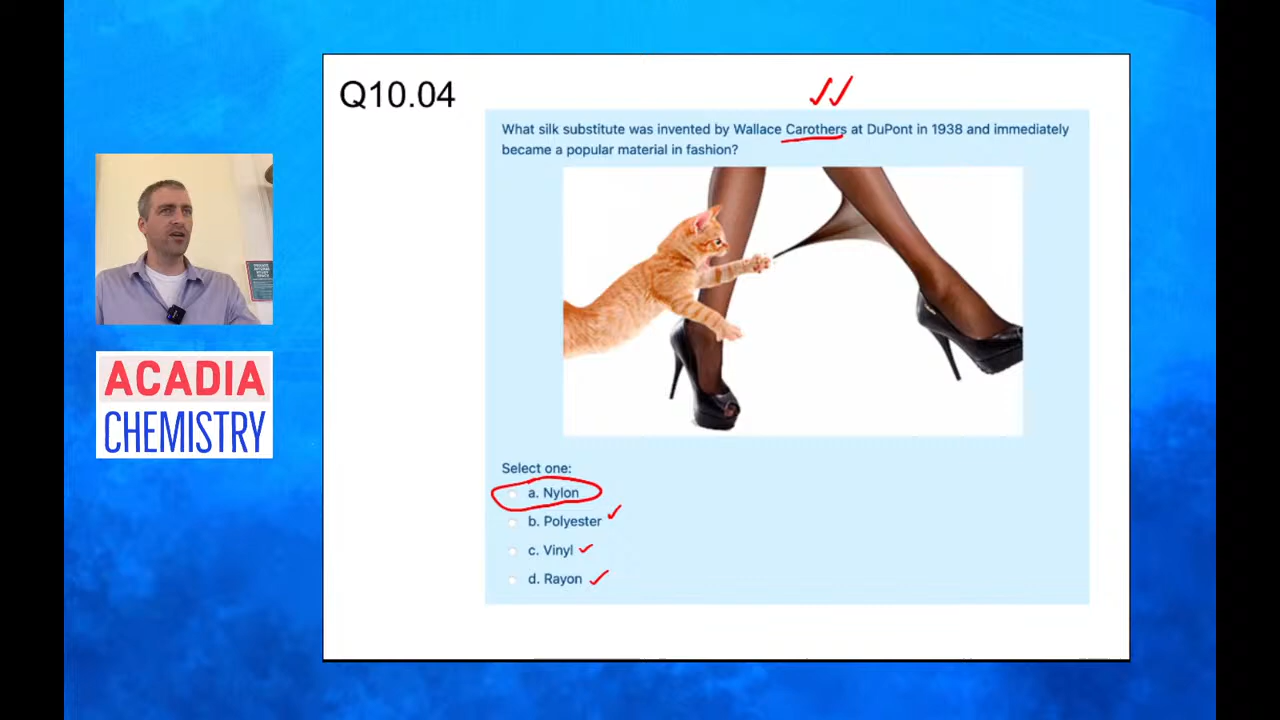 Q10.04
What silk substitute was invented by Wallace Carothers at DuPont in 1938 and immediately
became a popular material in fashion?
ACADIA
CHEMISTRY
Select one:
a. Nylon
b. Polyester
c. Vinyl
d. Rayon